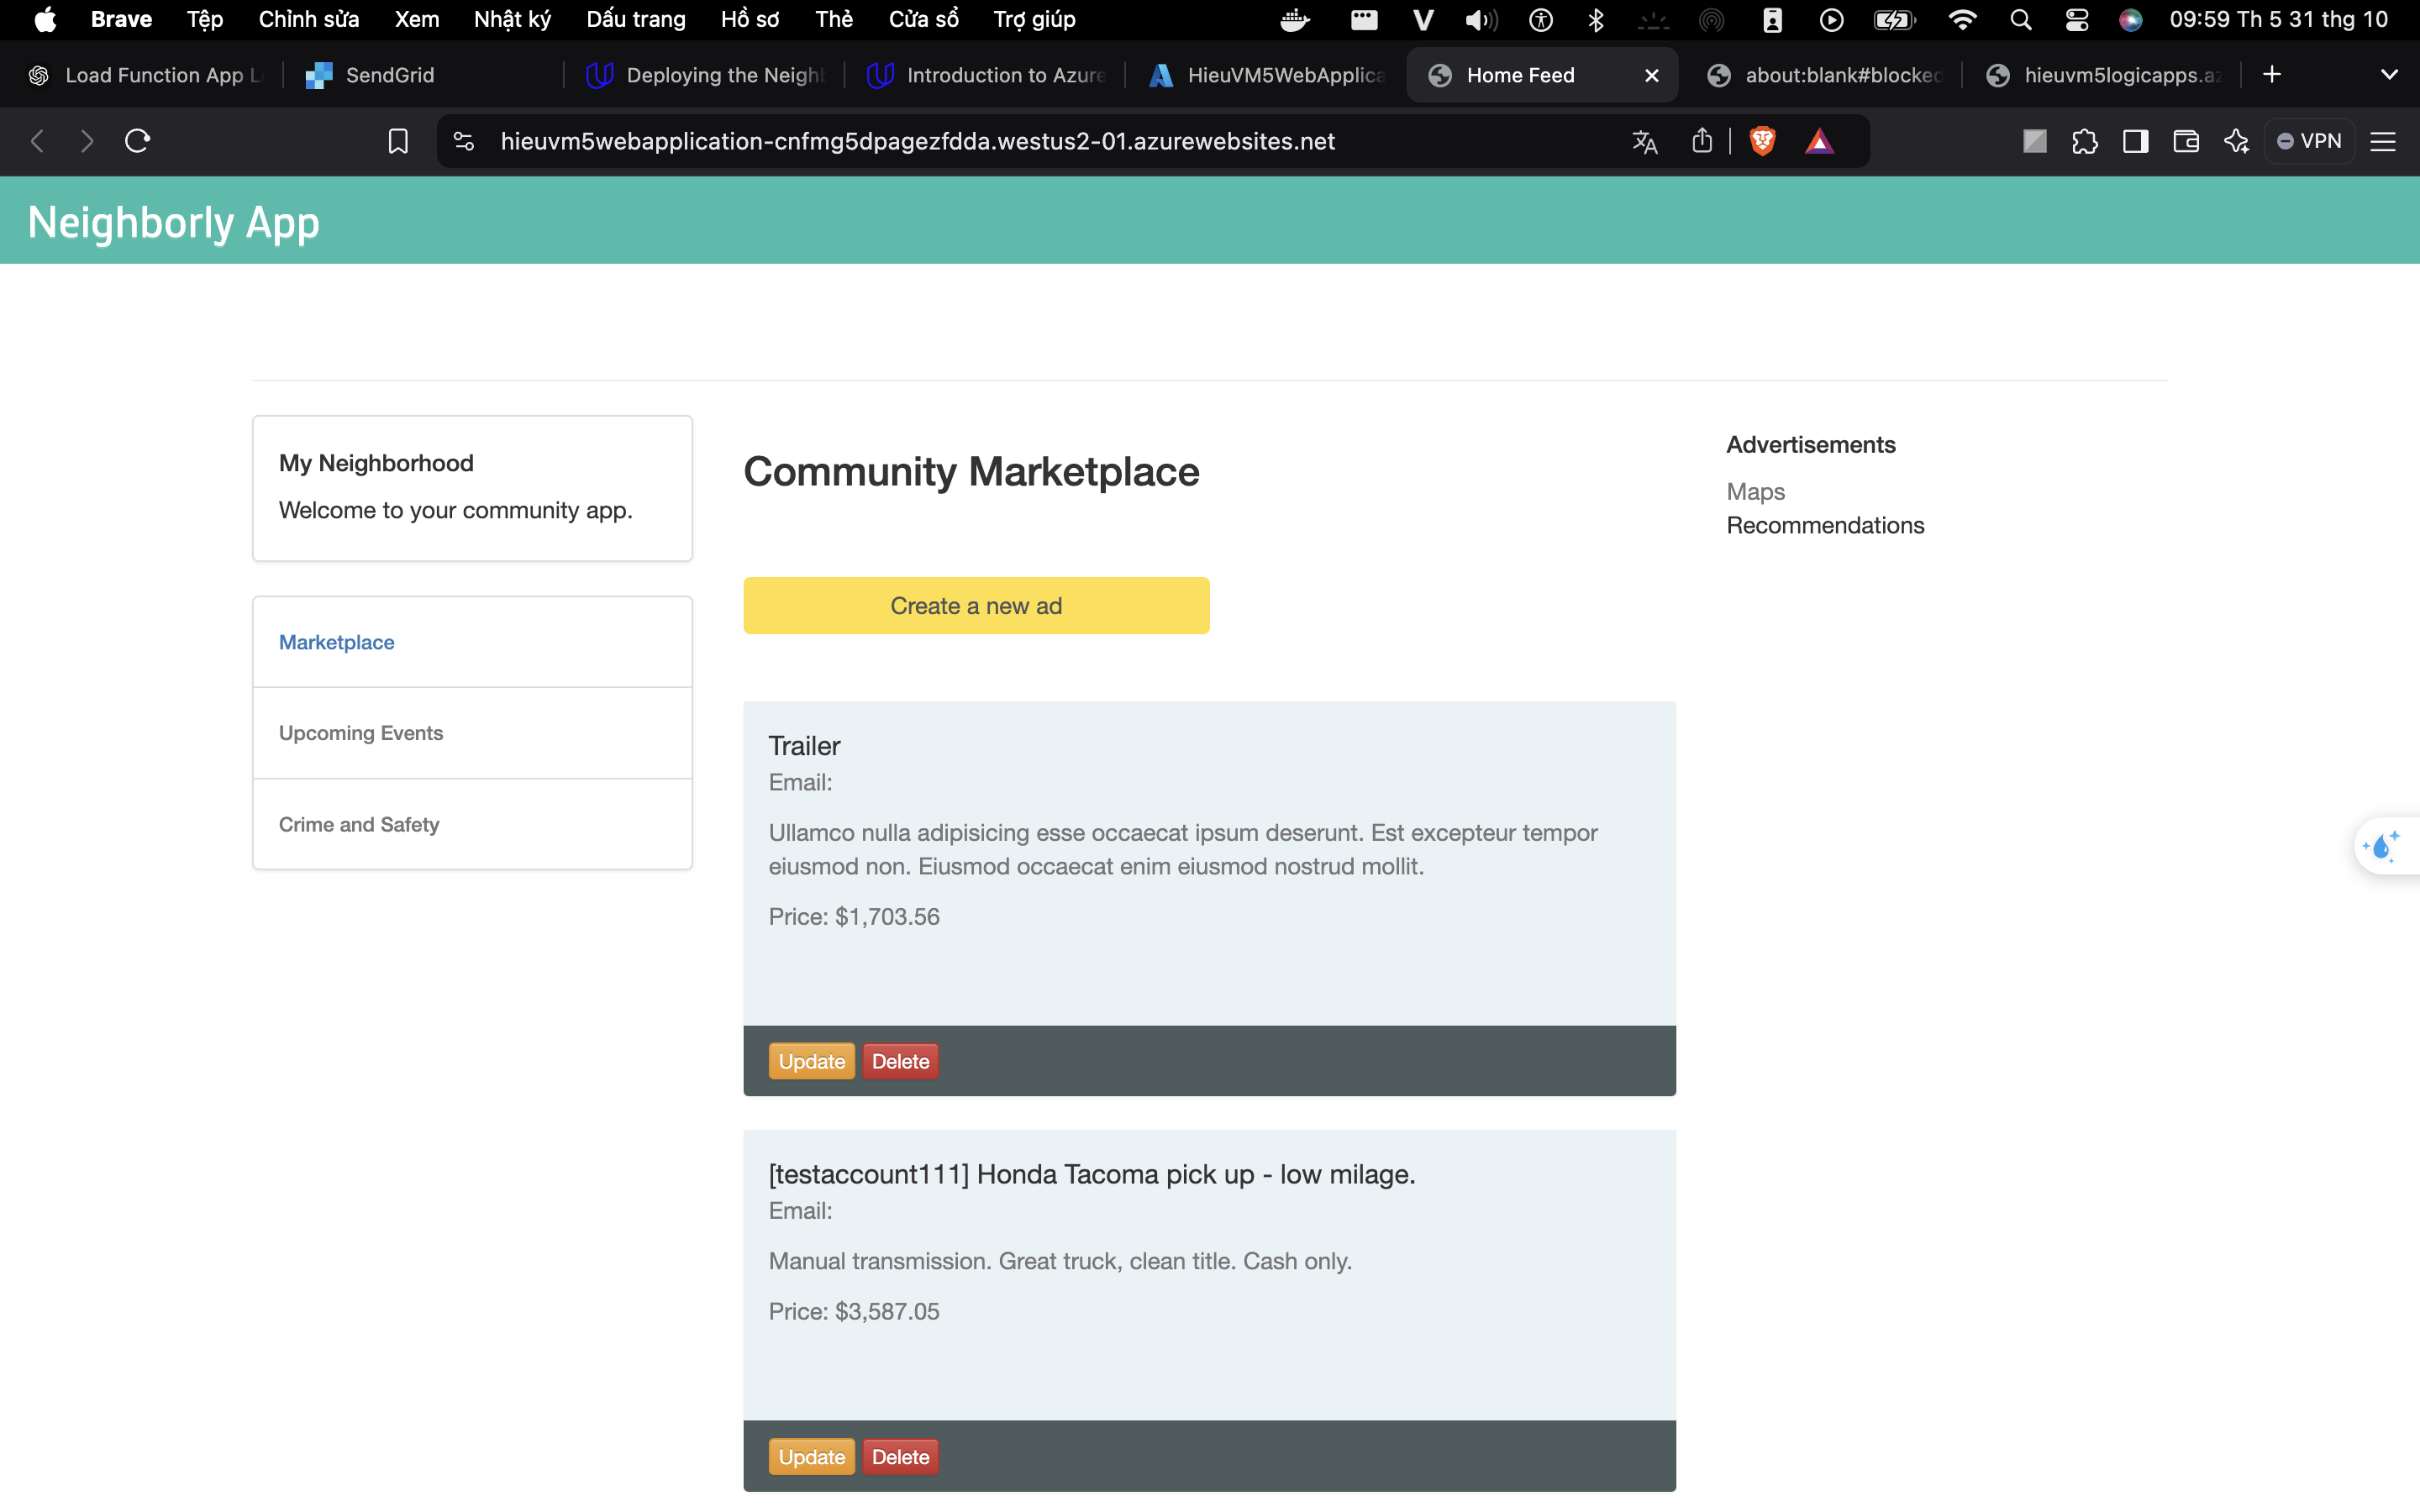 Brave Tệp Chỉnh sửa Xem Nhật ký Dấu trang Hồ sơ Thẻ Cửa sổ Trợ giúp 09:59 Th 5 31 thg 10
Load Function App L SendGrid Deploying the Neigh Introduction to Azure HieuVM5WebApplica Home Feed about:blank#blocked hieuvm5logicapps.az
hieuvm5webapplication-cnfmg5dpagezfdda.westus2-01.azurewebsites.net VPN
Neighborly App
My Neighborhood
Welcome to your community app.
Marketplace
Upcoming Events
Crime and Safety
Community Marketplace
Create a new ad
Trailer
Email:
Ullamco nulla adipisicing esse occaecat ipsum deserunt. Est excepteur tempor
eiusmod non. Eiusmod occaecat enim eiusmod nostrud mollit.
Price: $1,703.56
Update Delete
[testaccount111] Honda Tacoma pick up - low milage.
Email:
Manual transmission. Great truck, clean title. Cash only.
Price: $3,587.05
Update Delete
Advertisements
Maps
Recommendations